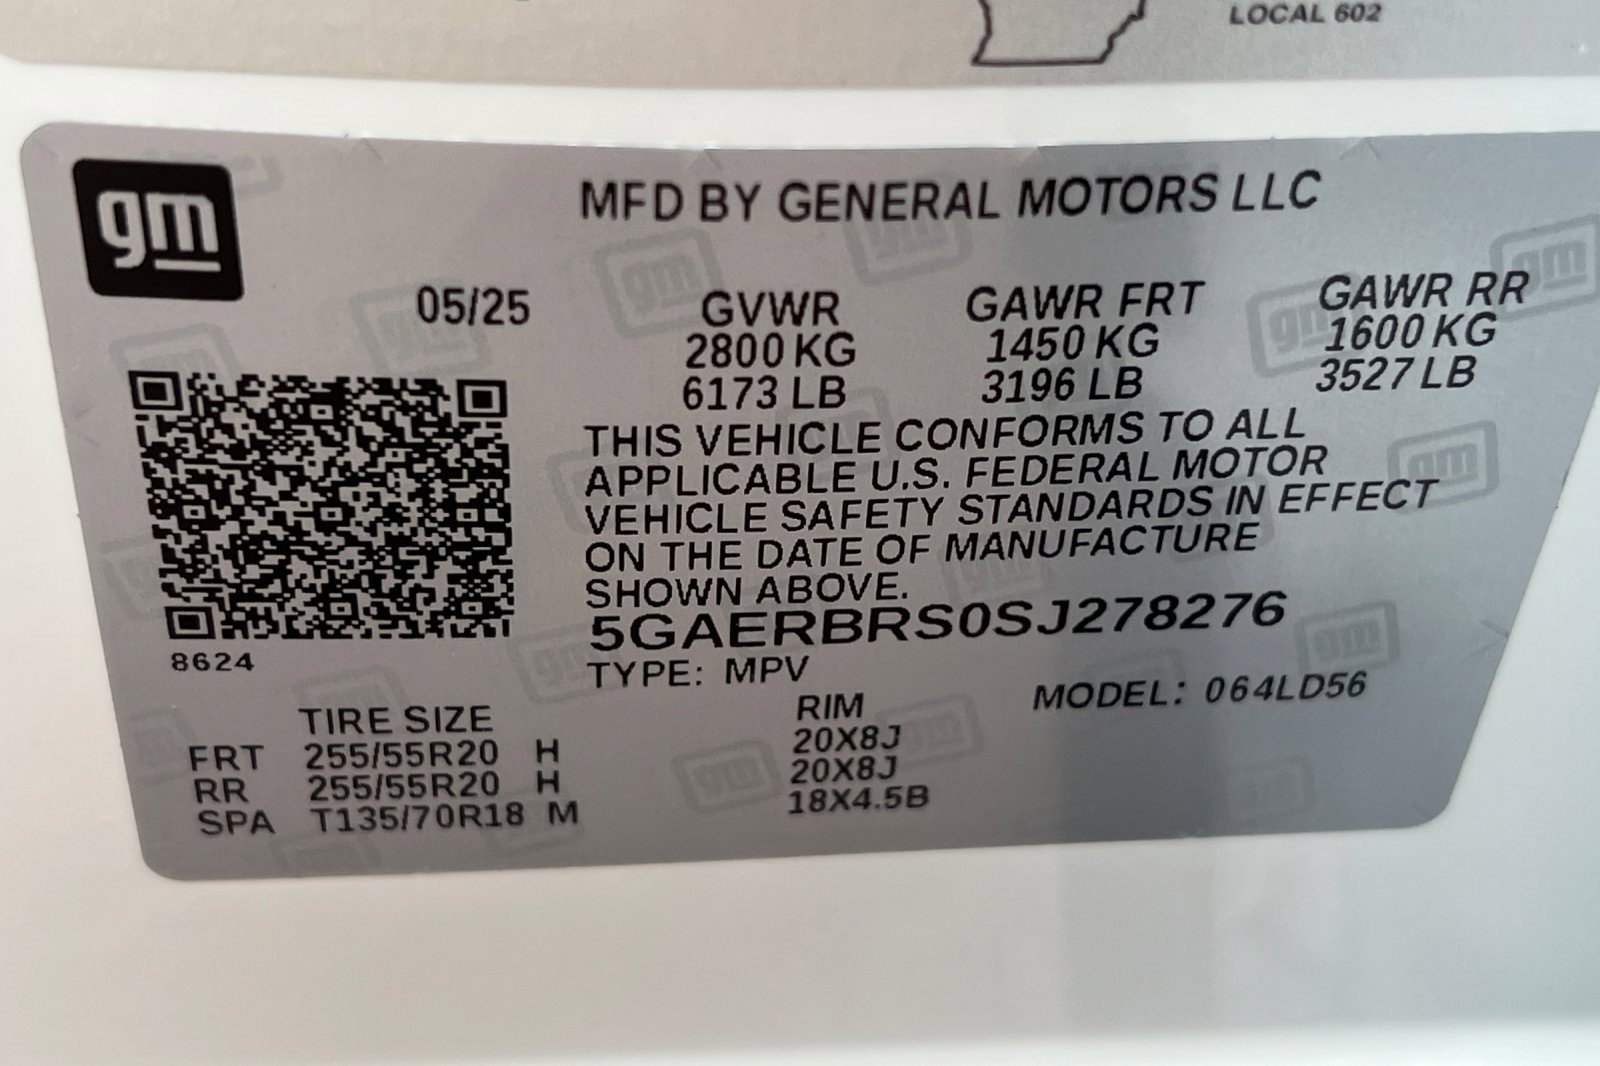 LOCAL 602
gm
MFD BY GENERAL MOTORS LLC
05/25 GVWR GAWR FRT GAWR RR
2800 KG 1450 KG 1600 KG
6173 LB 3196 LB 3527 LB
THIS VEHICLE CONFORMS TO ALL
APPLICABLE U.S. FEDERAL MOTOR
VEHICLE SAFETY STANDARDS IN EFFECT
ON THE DATE OF MANUFACTURE
SHOWN ABOVE.
5GAERBRS0SJ278276
8624
TYPE: MPV MODEL: 064LD56
TIRE SIZE RIM
FRT 255/55R20 H 20X8J
RR 255/55R20 H 20X8J
SPA T135/70R18 M 18X4.5B